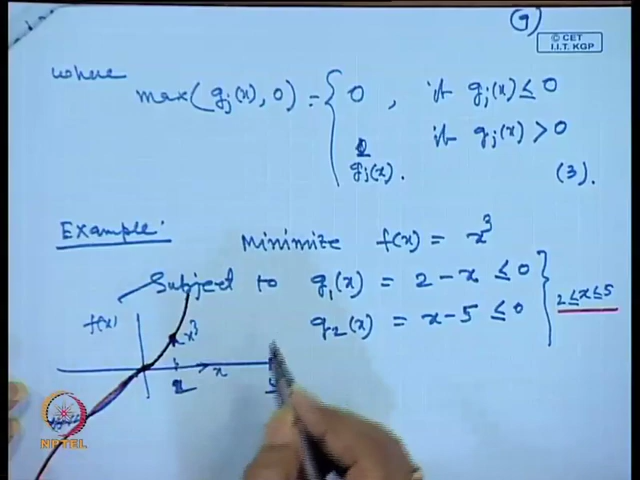 9
© CET
I.I.T. KGP
where
max(gj(x), 0) = { 0 , if gj(x) ≤ 0
if gj(x) > 0
gj(x). (3).
Example: Minimize f(x) = x³
Subject to g₁(x) = 2 - x ≤ 0
g₂(x) = x - 5 ≤ 0 } 2≤x≤5
f(x)
x³
2 x
NPTEL